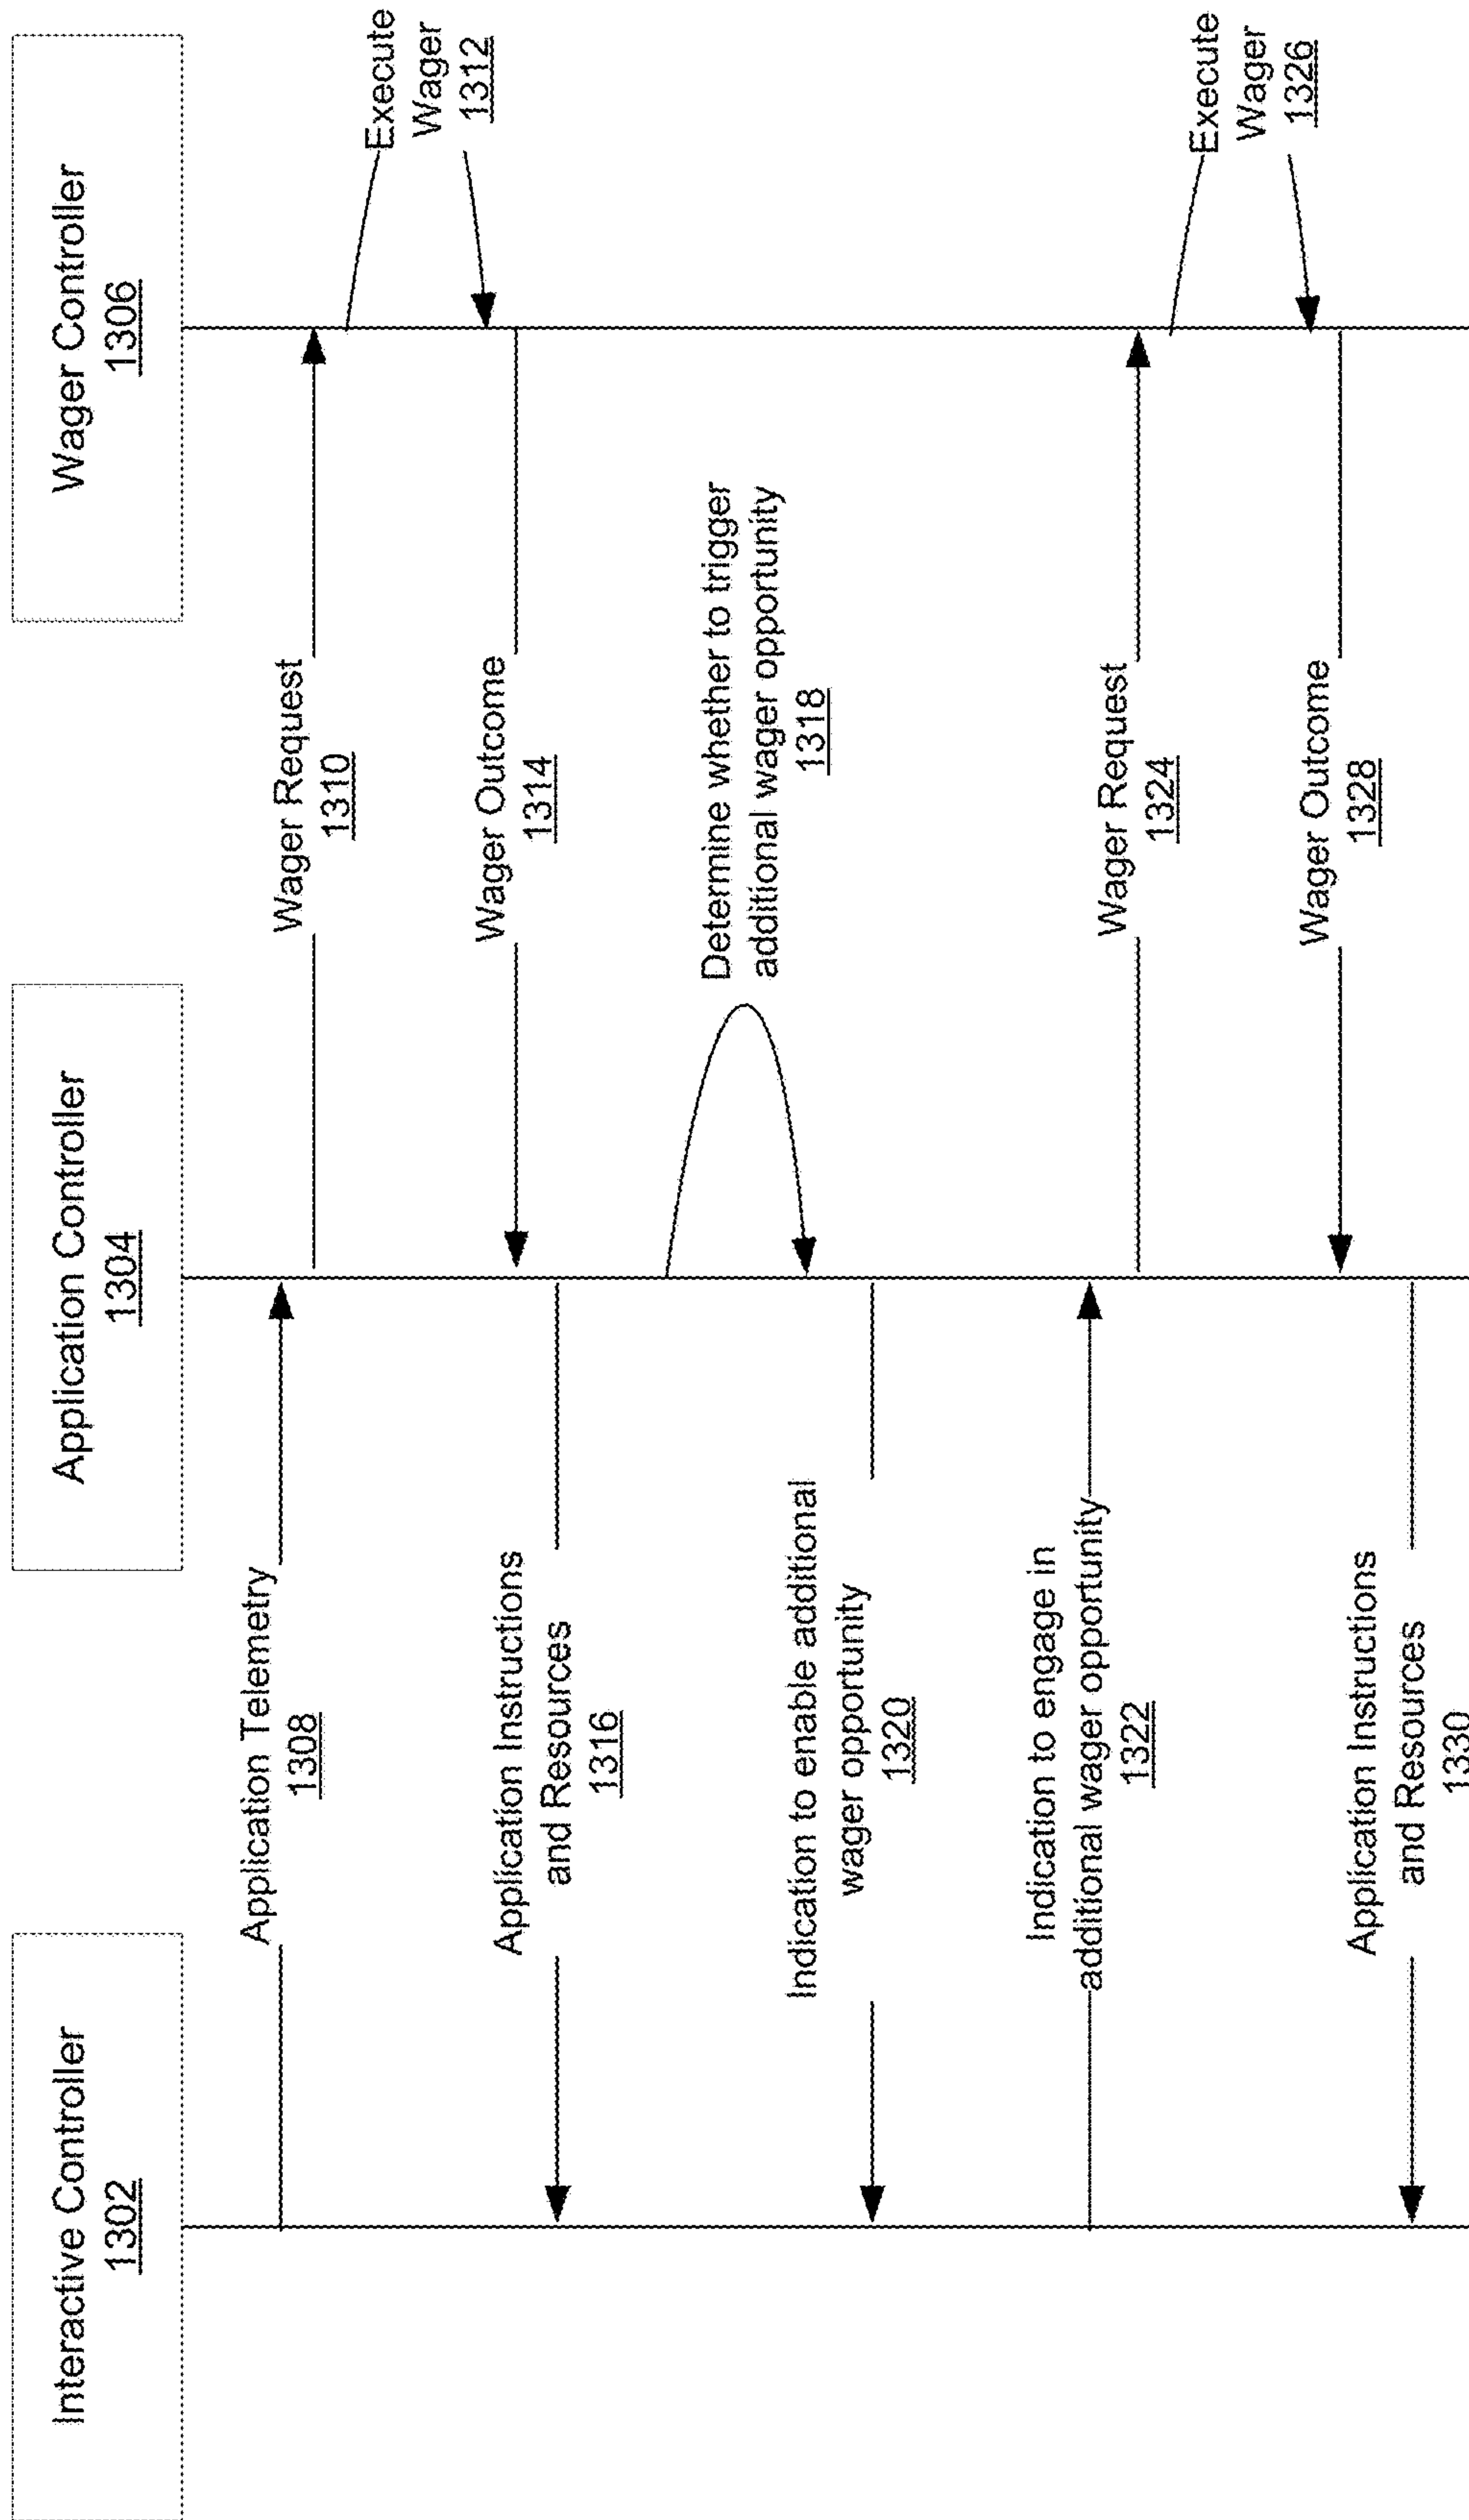 Interactive Controller
1302
Application Controller
1304
Wager Controller
1306
Application Telemetry
1308
Wager Request
1310
Execute
Wager
1312
Wager Outcome
1314
Application Instructions
and Resources
1316
Determine whether to trigger
additional wager opportunity
1318
Indication to enable additional
wager opportunity
1320
Indication to engage in
additional wager opportunity
1322
Wager Request
1324
Execute
Wager
1326
Wager Outcome
1328
Application Instructions
and Resources
1330